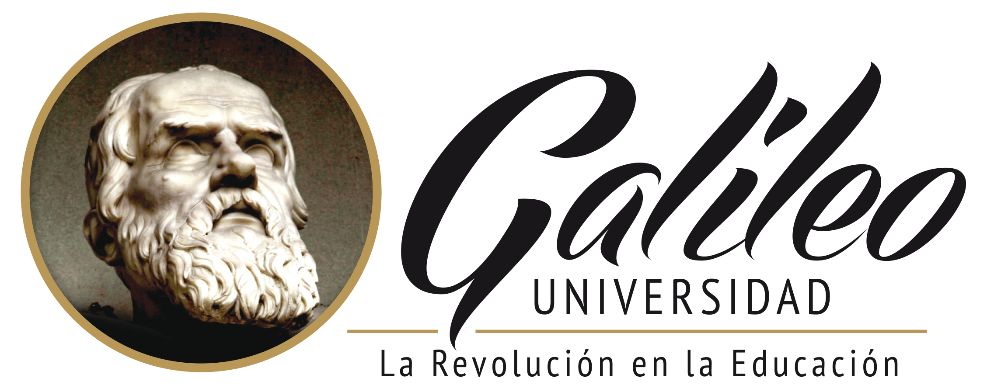 Galileo
UNIVERSIDAD
La Revolución en la Educación